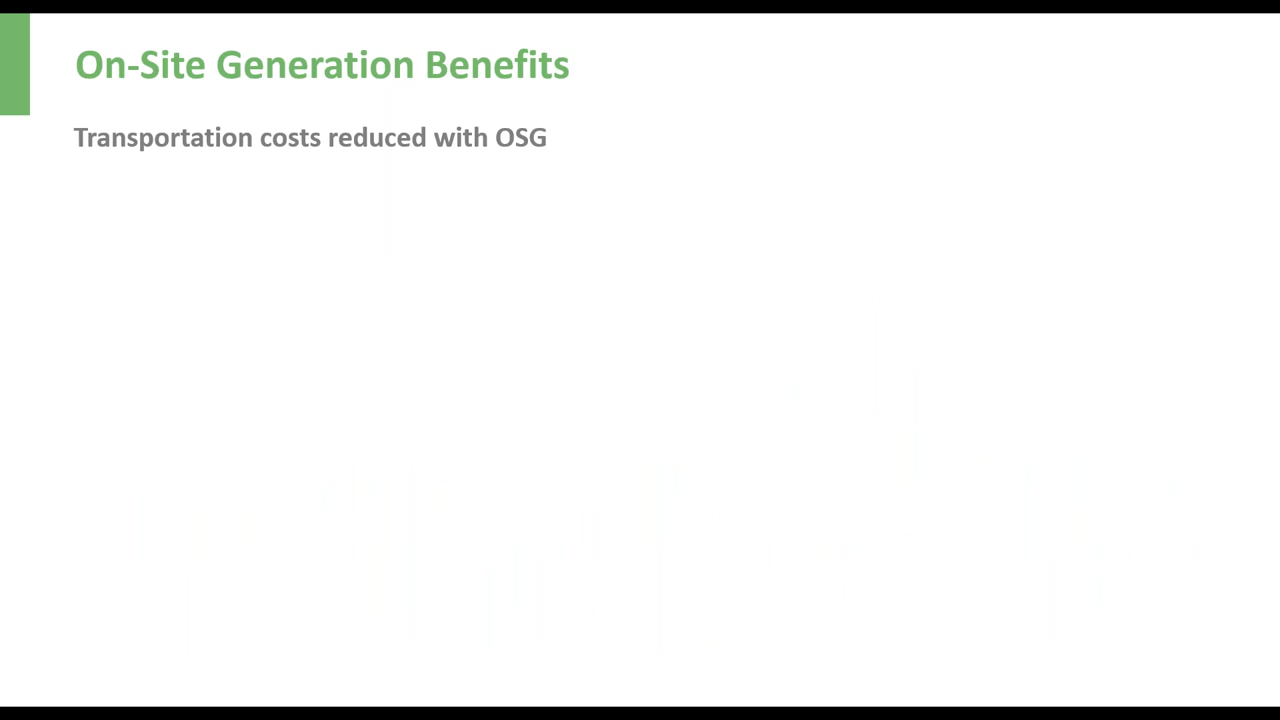 On-Site Generation Benefits
Transportation costs reduced with OSG